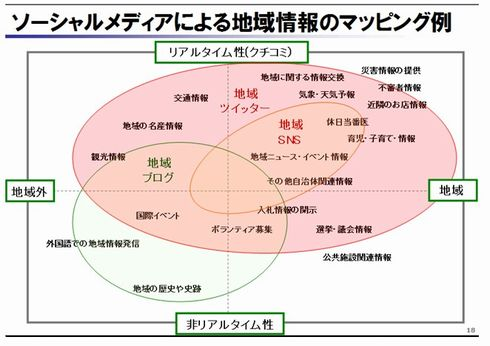 ソーシャルメディアによる地域情報のマッピング例
リアルタイム性(クチコミ)
災害情報の提供
地域に関する情報交換
不審者情報
交通情報
地域
ツイッター
気象・天気予報
近隣のお店情報
地域の名産情報
地域
SNS
休日当番医
育児・子育て・情報
観光情報
地域
ブログ
地域ニュース・イベント情報
その他自治体関連情報
地域外
地域
国際イベント
入札情報の開示
ボランティア募集
選挙・議会情報
外国語での地域情報発信
公共施設関連情報
地域の歴史や史跡
非リアルタイム性
18